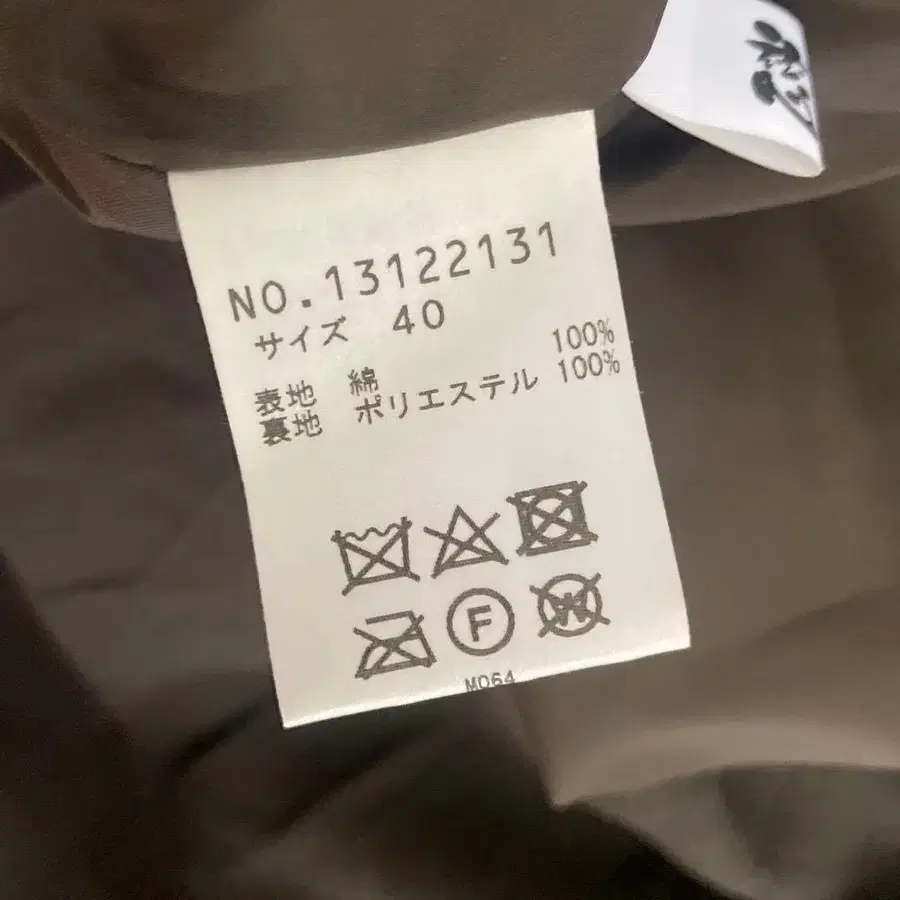 NO.13122131
サイズ 40
表地 綿 100%
裏地 ポリエステル 100%
F
W
M064